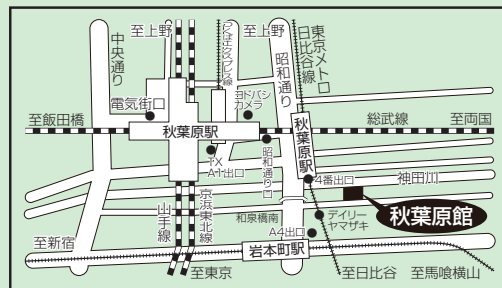 中央通り
至上野
つくばエクスプレス線
至上野
昭和通り
東京メトロ
日比谷線
電気街口
ヨドバシ
カメラ
至飯田橋
秋葉原駅
総武線
至両国
秋葉原駅
TX
A1出口
昭和通り口
4番出口
神田川
山手線
京浜東北線
和泉橋南
デイリー
ヤマザキ
秋葉原館
至新宿
A4出口
岩本町駅
至東京
至日比谷
至馬喰横山